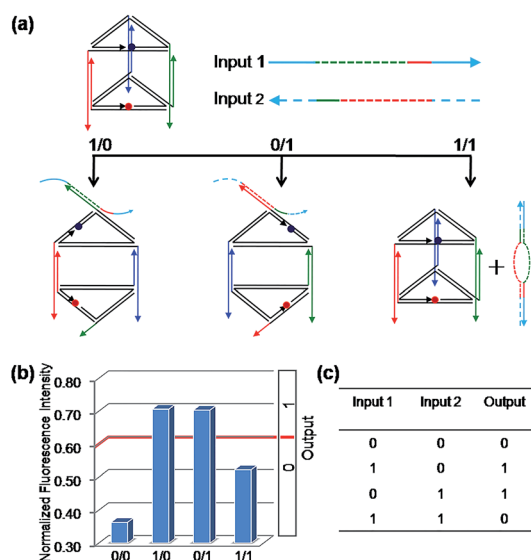 (a)
Input 1
Input 2
1/0 0/1 1/1
+
(b)
Normalized Fluorescence Intensity
0.80
0.70
0.60
0.50
0.40
0.30
0/0 1/0 0/1 1/1
1
0
Output
(c)
Input 1 Input 2 Output
0 0 0
1 0 1
0 1 1
1 1 0